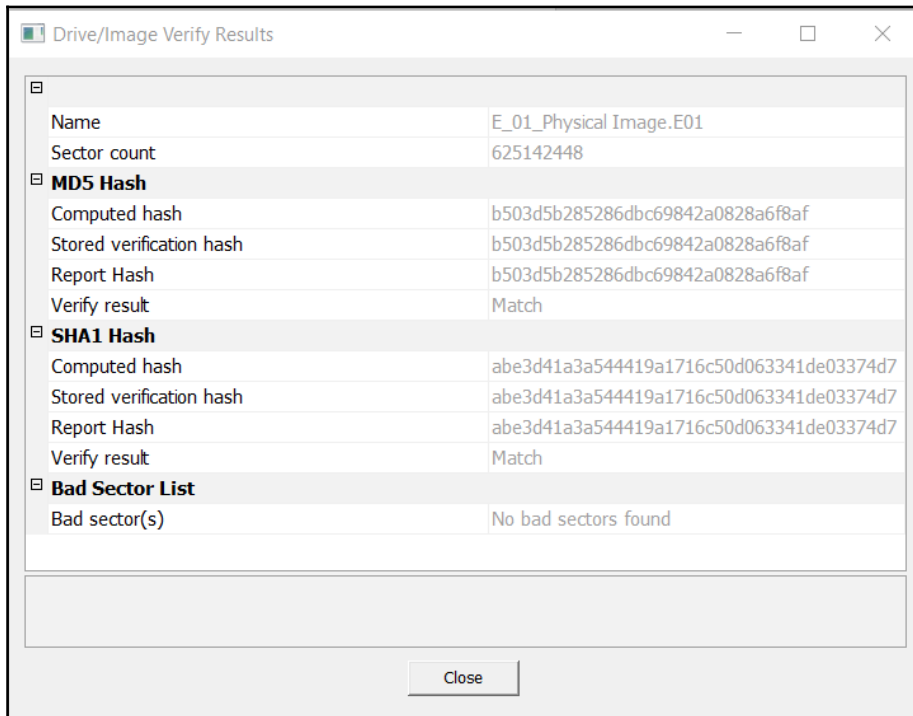 Drive/Image Verify Results
Name E_01_Physical Image.E01
Sector count 625142448
MD5 Hash
Computed hash b503d5b285286dbc69842a0828a6f8af
Stored verification hash b503d5b285286dbc69842a0828a6f8af
Report Hash b503d5b285286dbc69842a0828a6f8af
Verify result Match
SHA1 Hash
Computed hash abe3d41a3a544419a1716c50d063341de03374d7
Stored verification hash abe3d41a3a544419a1716c50d063341de03374d7
Report Hash abe3d41a3a544419a1716c50d063341de03374d7
Verify result Match
Bad Sector List
Bad sector(s) No bad sectors found
Close